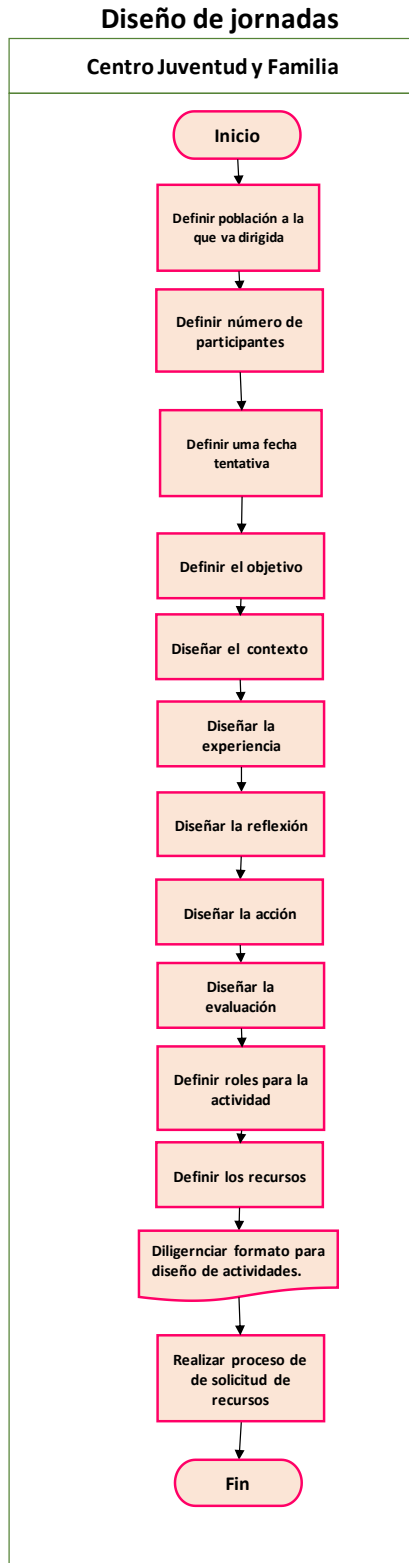 Diseño de jornadas
Centro Juventud y Familia
Inicio
Definir población a la
que va dirigida
Definir número de
participantes
Definir uma fecha
tentativa
Definir el objetivo
Diseñar el contexto
Diseñar la
experiencia
Diseñar la reflexión
Diseñar la acción
Diseñar la
evaluación
Definir roles para la
actividad
Definir los recursos
Diligernciar formato para
diseño de actividades.
Realizar proceso de
de solicitud de
recursos
Fin